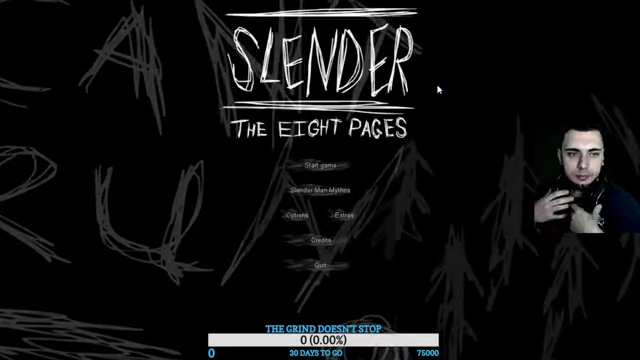 SLENDER
THE EIGHT PAGES
Start game
Slender Man Mythos
Options Extras
Credits
Quit
THE GRIND DOESN'T STOP
0 (0.00%)
0 30 DAYS TO GO 75000